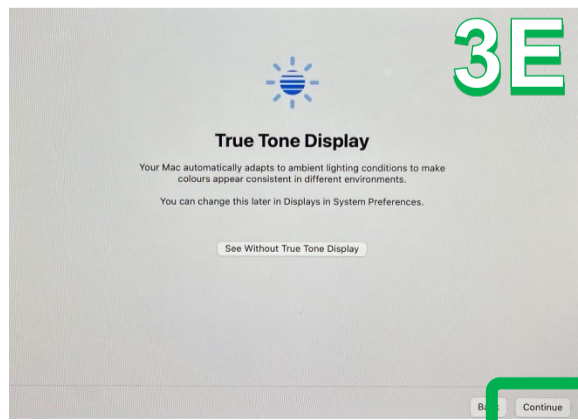 3E
True Tone Display
Your Mac automatically adapts to ambient lighting conditions to make
colours appear consistent in different environments.
You can change this later in Displays in System Preferences.
See Without True Tone Display
Continue